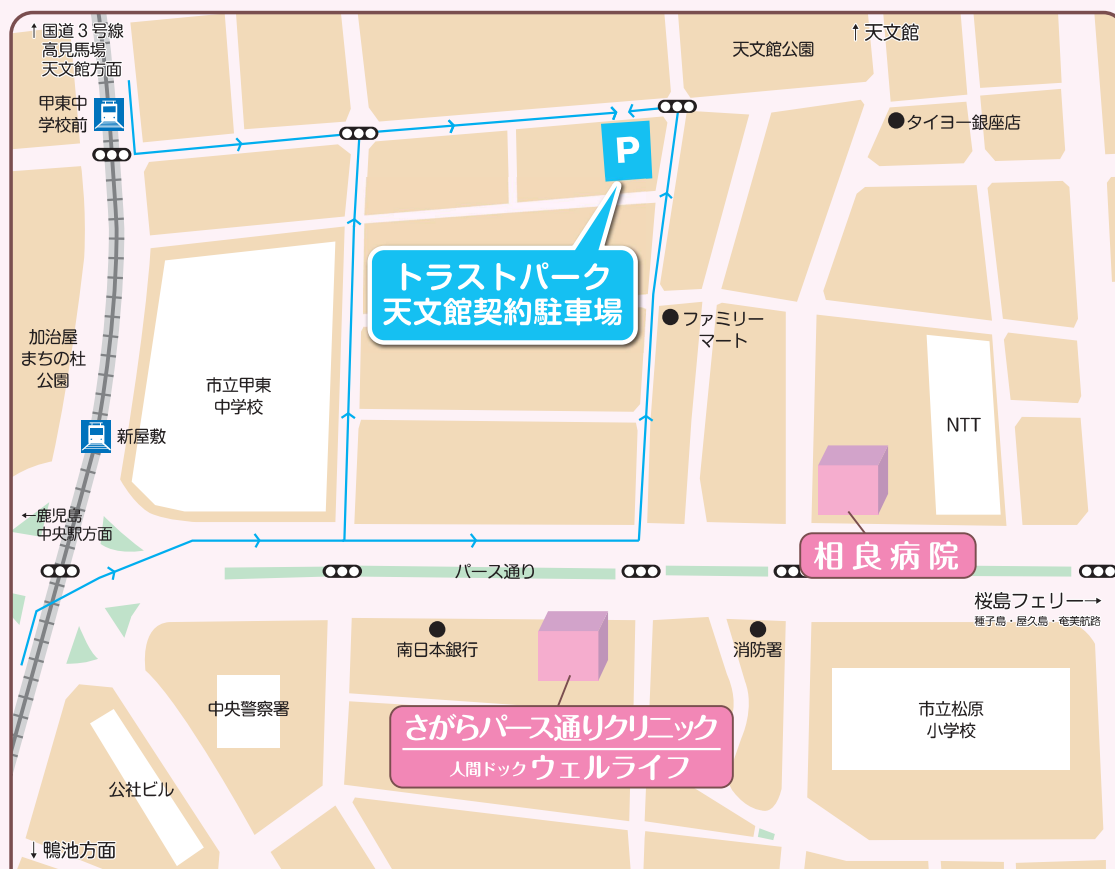 ↑国道3号線
高見馬場
天文館方面
甲東中
学校前
天文館公園
↑天文館
タイヨー銀座店
P
トラストパーク
天文館契約駐車場
ファミリー
マート
加治屋
まちの杜
公園
市立甲東
中学校
新屋敷
NTT
←鹿児島
中央駅方面
相良病院
パース通り
桜島フェリー→
種子島・屋久島・奄美航路
南日本銀行
消防署
中央警察署
さがらパース通りクリニック
人間ドック ウェルライフ
市立松原
小学校
公社ビル
↓鴨池方面